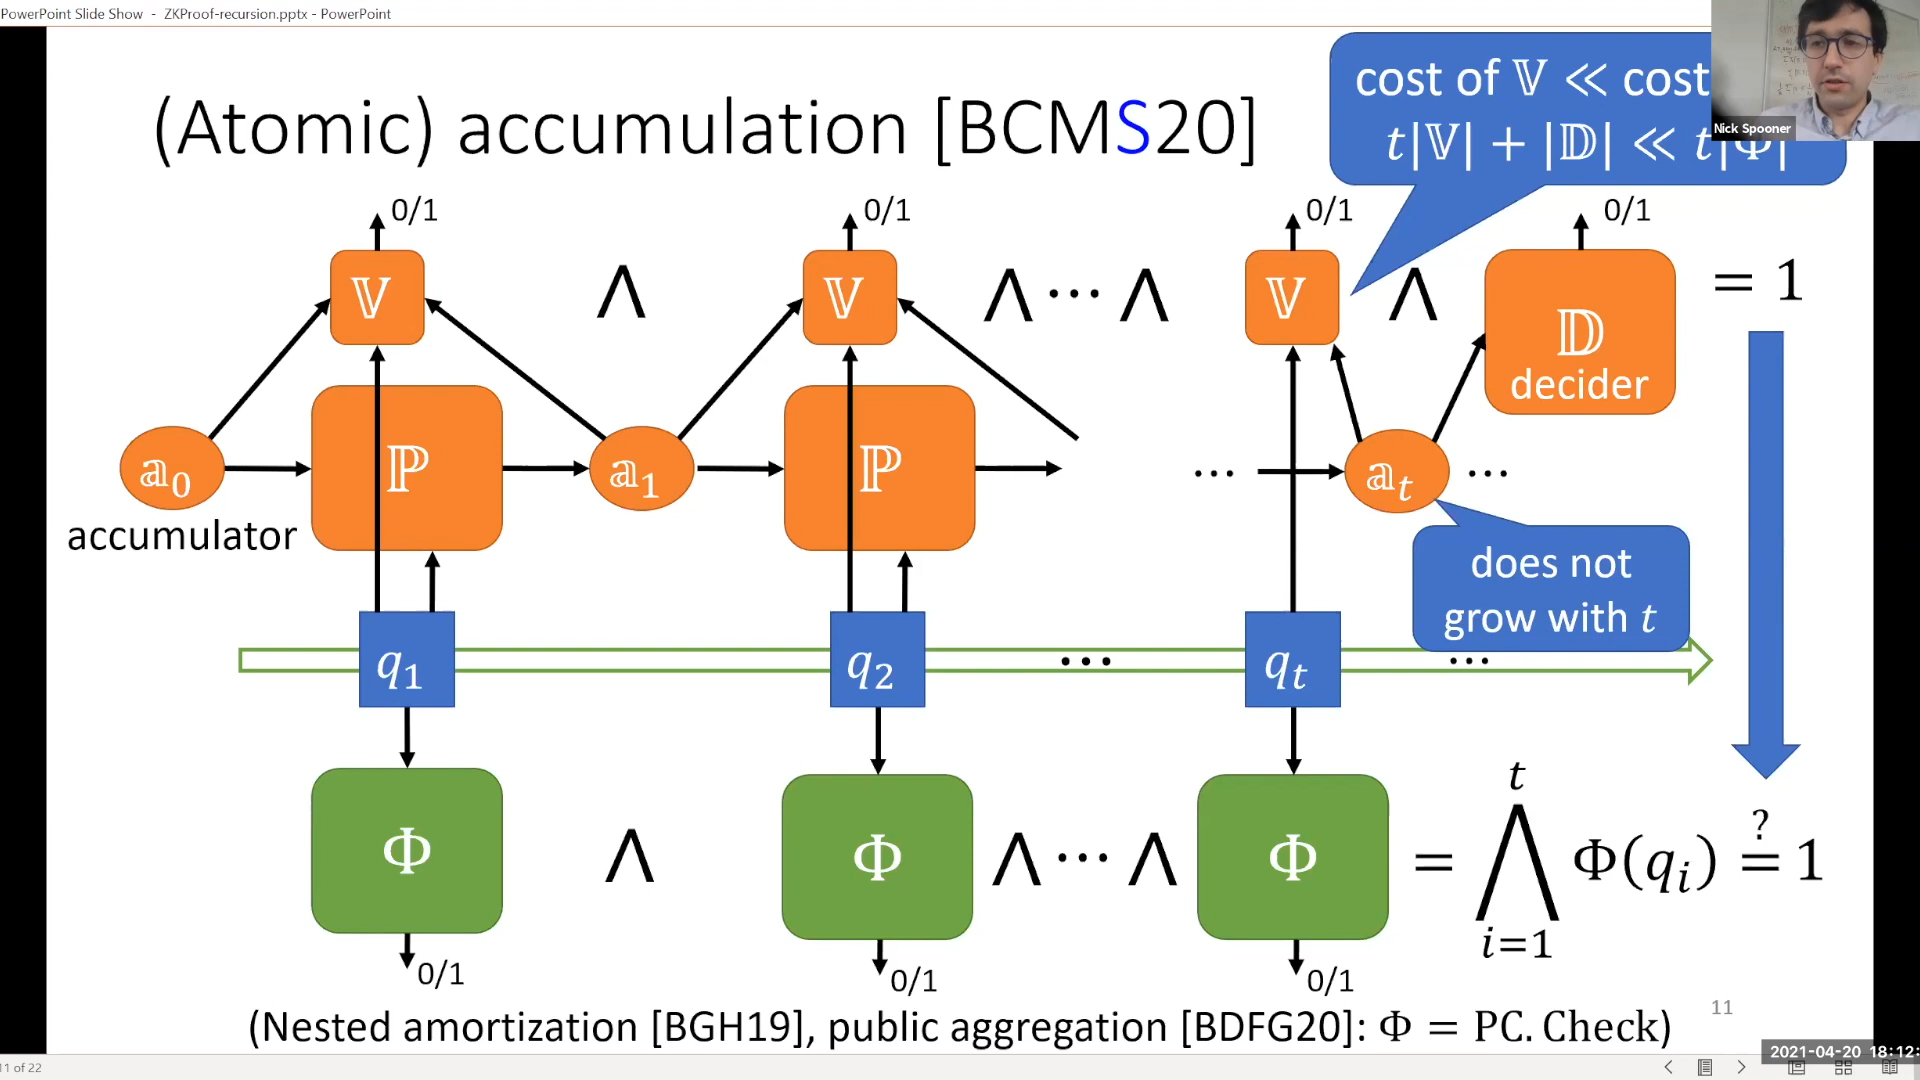 PowerPoint Slide Show - ZKProof-recursion.pptx - PowerPoint
(Atomic) accumulation [BCMS20]
cost of 𝕍 ≪ cost
t|𝕍| + |𝔻| ≪ t|Φ|
Nick Spooner
0/1
0/1
0/1
0/1
𝕍
∧
𝕍
∧ ⋯ ∧
𝕍
∧
𝔻
decider
= 1
𝕒₀
accumulator
ℙ
𝕒₁
ℙ
⋯
𝕒ₜ
⋯
does not
grow with t
q₁
q₂
⋯
qₜ
⋯
Φ
∧
Φ
∧ ⋯ ∧
Φ
= ⋀ᵗᵢ₌₁ Φ(qᵢ) ≟ 1
0/1
0/1
0/1
(Nested amortization [BGH19], public aggregation [BDFG20]: Φ = PC. Check)
11
2021-04-20 18:12:
11 of 22